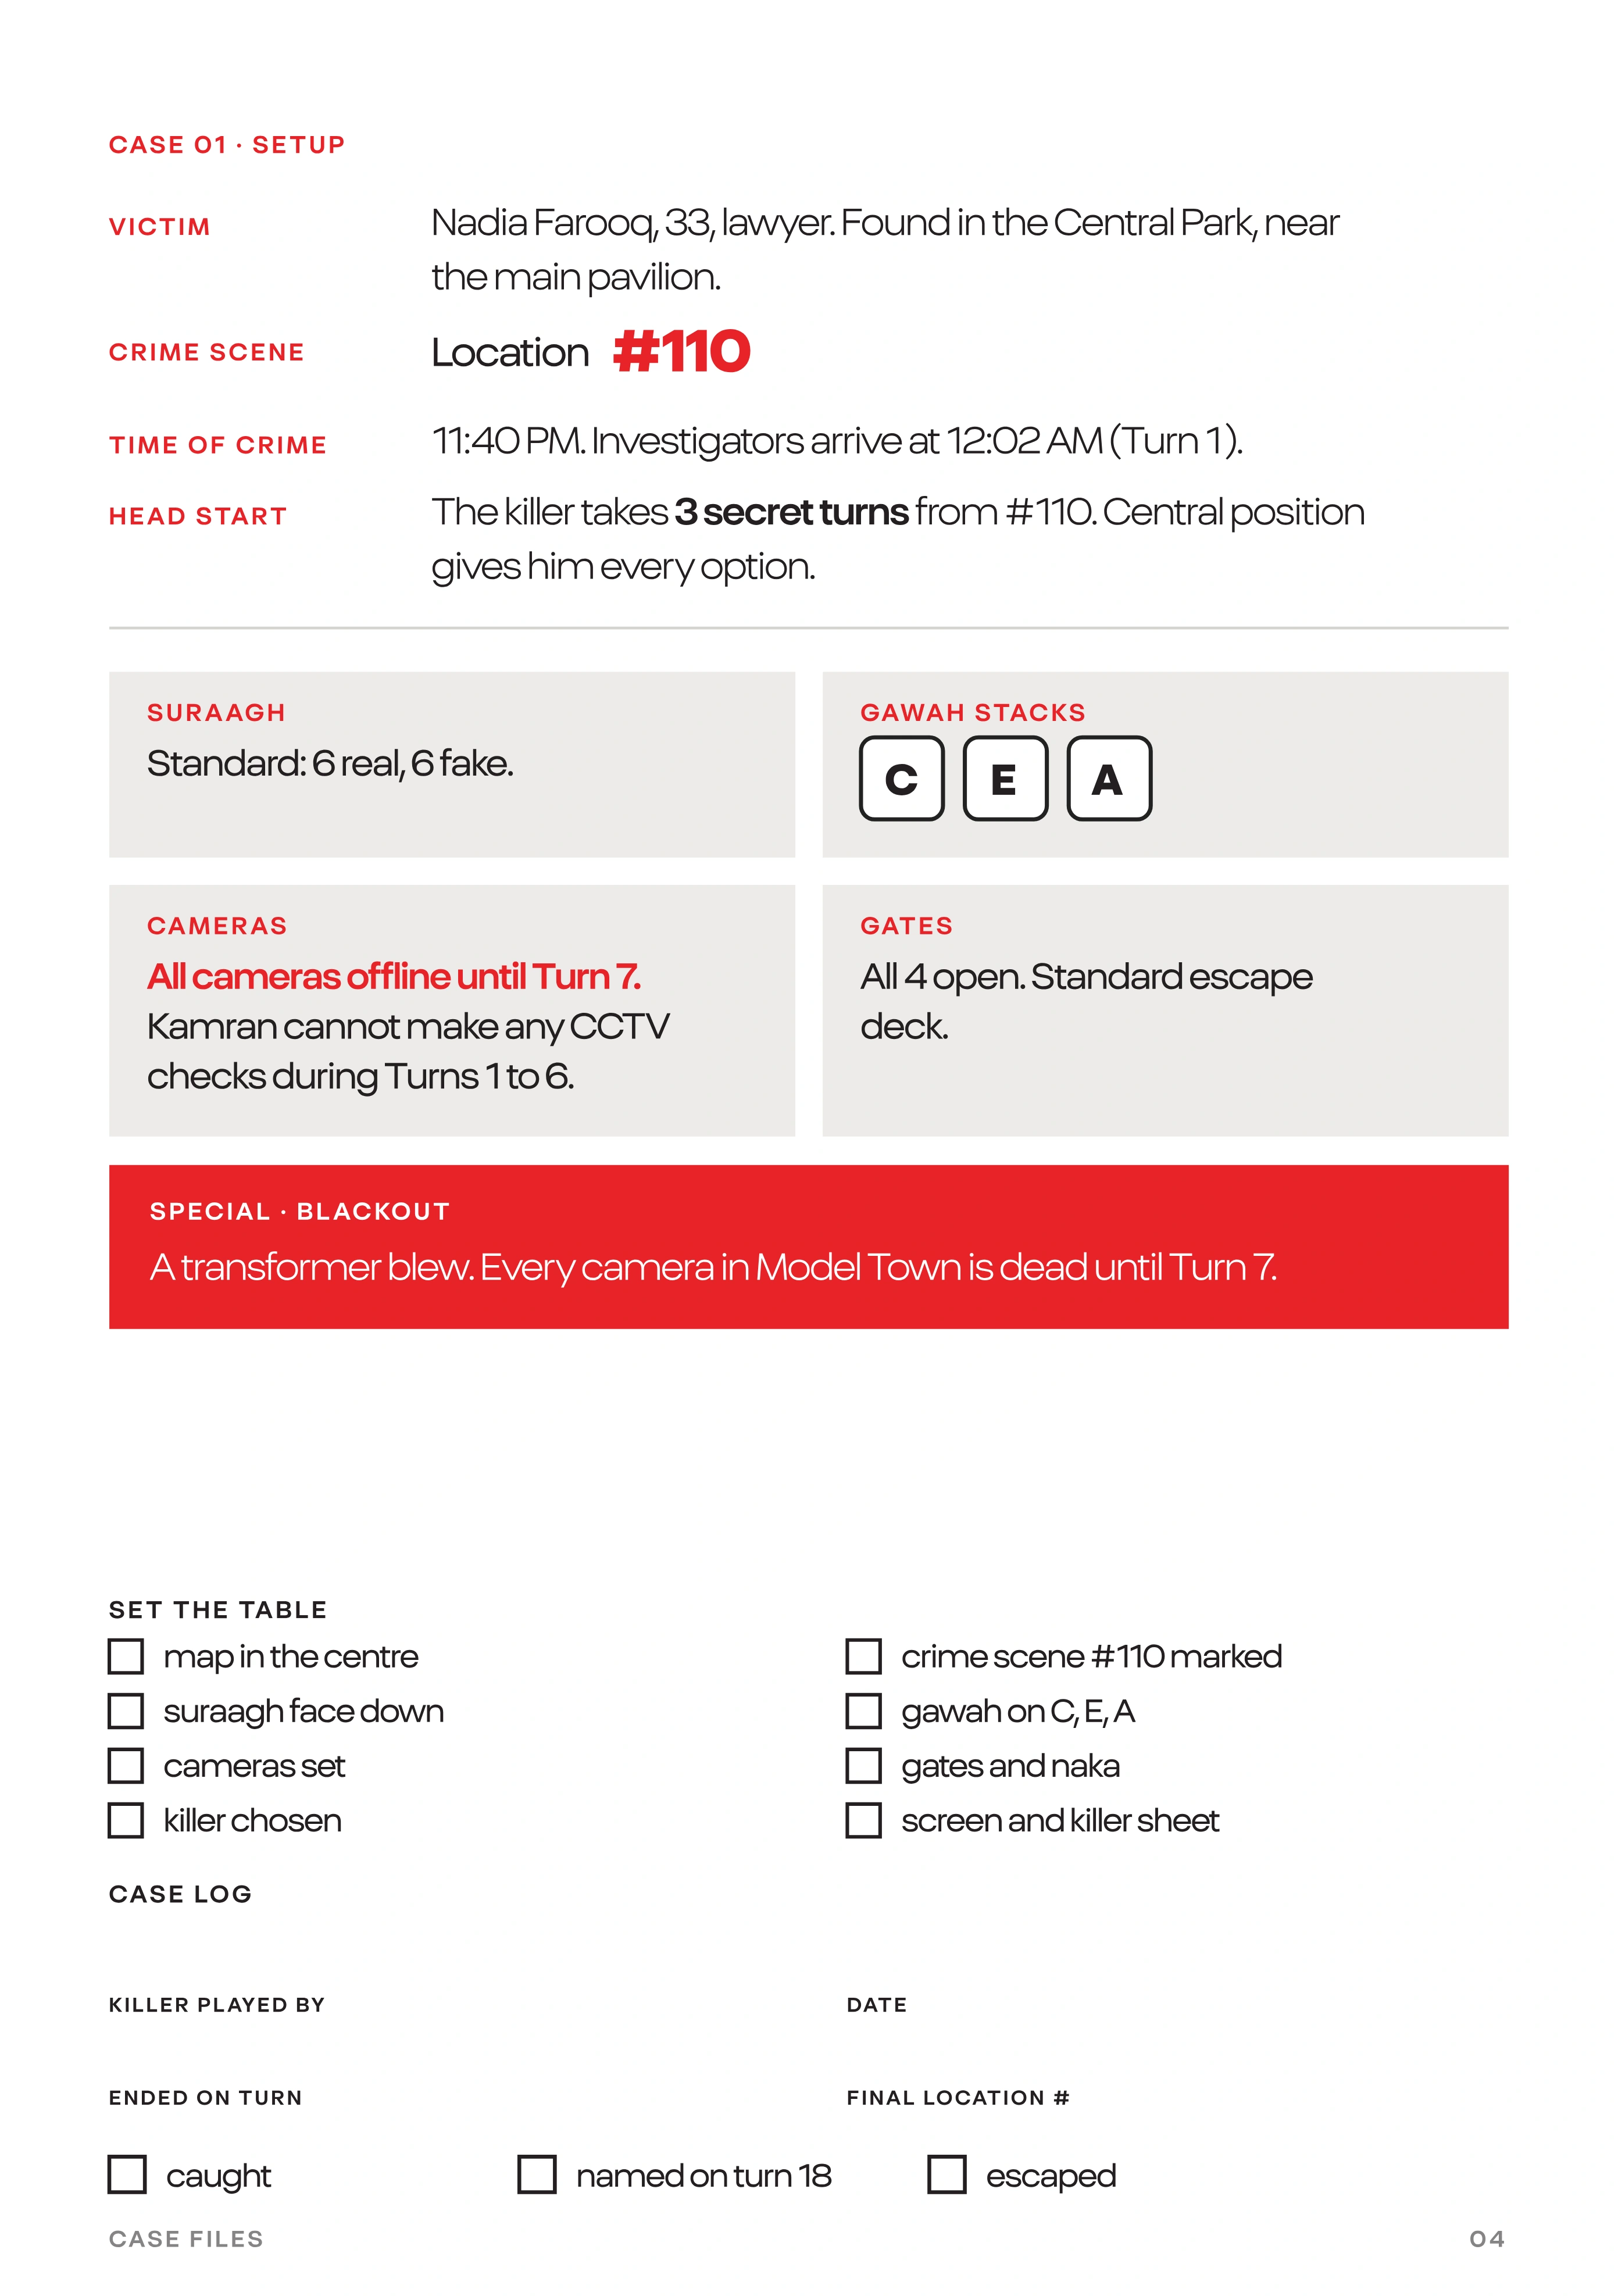 CASE 01 · SETUP
VICTIM
Nadia Farooq, 33, lawyer. Found in the Central Park, near
the main pavilion.
CRIME SCENE
Location #110
TIME OF CRIME
11:40 PM. Investigators arrive at 12:02 AM (Turn 1).
HEAD START
The killer takes 3 secret turns from #110. Central position
gives him every option.
SURAAGH
Standard: 6 real, 6 fake.
GAWAH STACKS
C E A
CAMERAS
All cameras offline until Turn 7.
Kamran cannot make any CCTV
checks during Turns 1 to 6.
GATES
All 4 open. Standard escape
deck.
SPECIAL · BLACKOUT
A transformer blew. Every camera in Model Town is dead until Turn 7.
SET THE TABLE
map in the centre
crime scene #110 marked
suraagh face down
gawah on C, E, A
cameras set
gates and naka
killer chosen
screen and killer sheet
CASE LOG
KILLER PLAYED BY
DATE
ENDED ON TURN
FINAL LOCATION #
caught
named on turn 18
escaped
CASE FILES
04